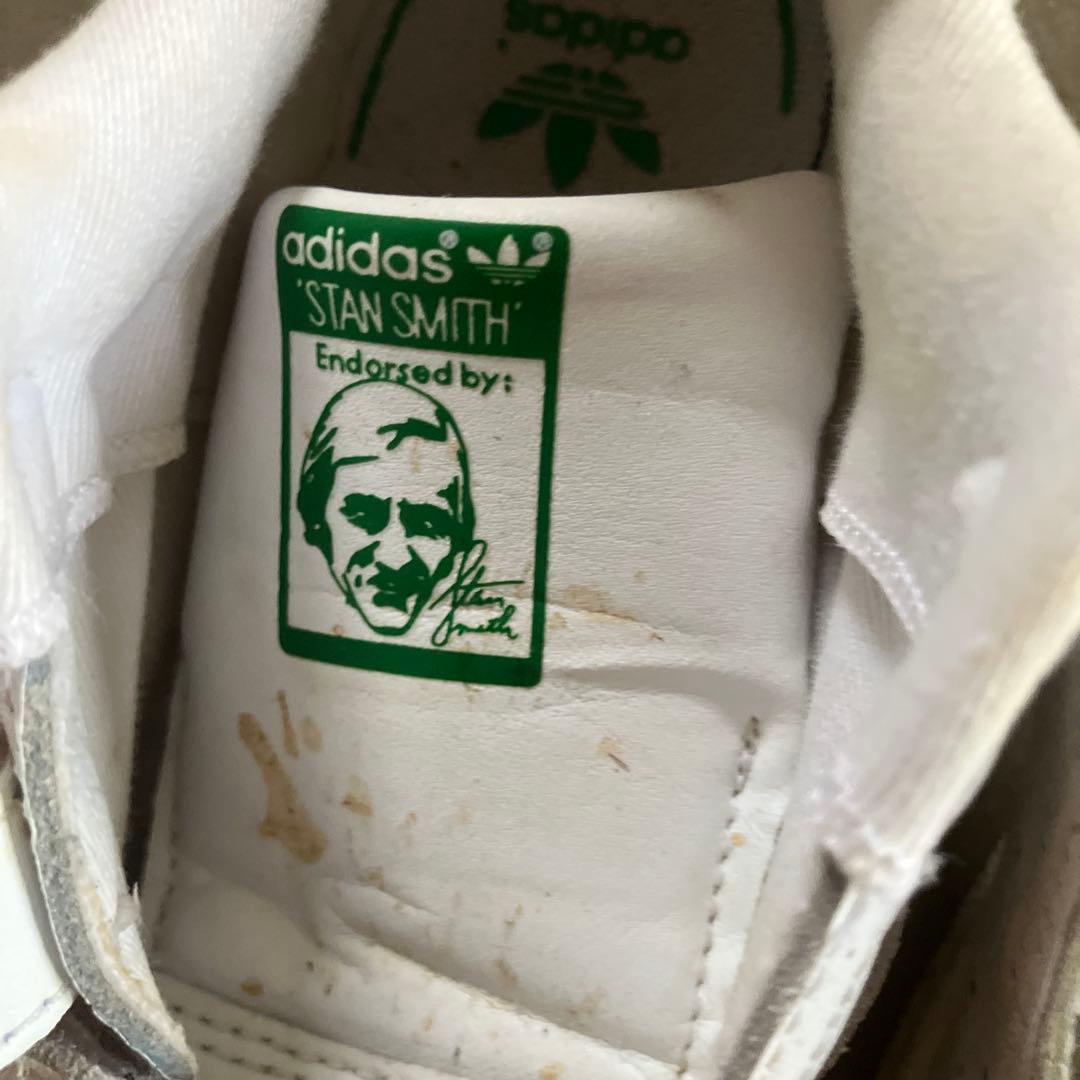 adidas
adidas® ®
'STAN SMITH'
Endorsed by:
Stan
Smith